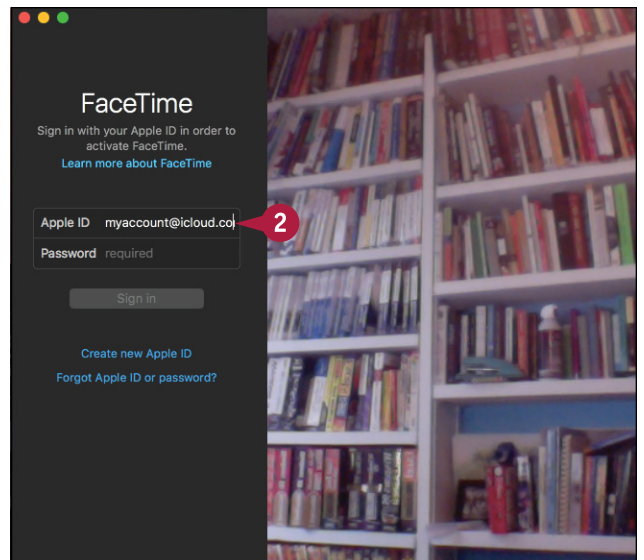 FaceTime
Sign in with your Apple ID in order to
activate FaceTime.
Learn more about FaceTime
Apple ID myaccount@icloud.co
2
Password required
Sign in
Create new Apple ID
Forgot Apple ID or password?